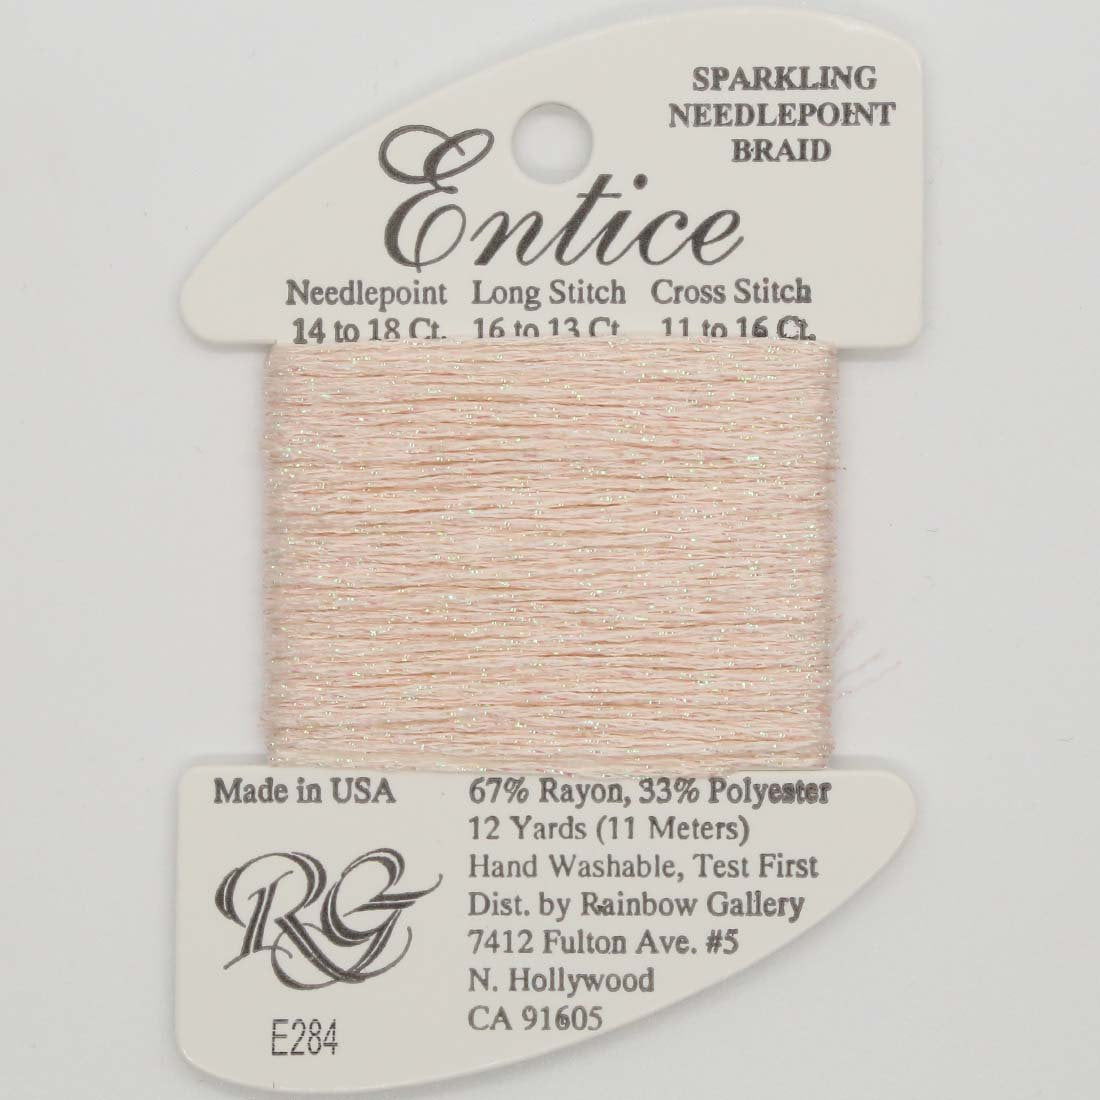 SPARKLING
NEEDLEPOINT
BRAID
Entice
Needlepoint Long Stitch Cross Stitch
14 to 18 Ct. 16 to 13 Ct. 11 to 16 Ct.
Made in USA
67% Rayon, 33% Polyester
12 Yards (11 Meters)
Hand Washable, Test First
Dist. by Rainbow Gallery
7412 Fulton Ave. #5
N. Hollywood
CA 91605
RG
E284